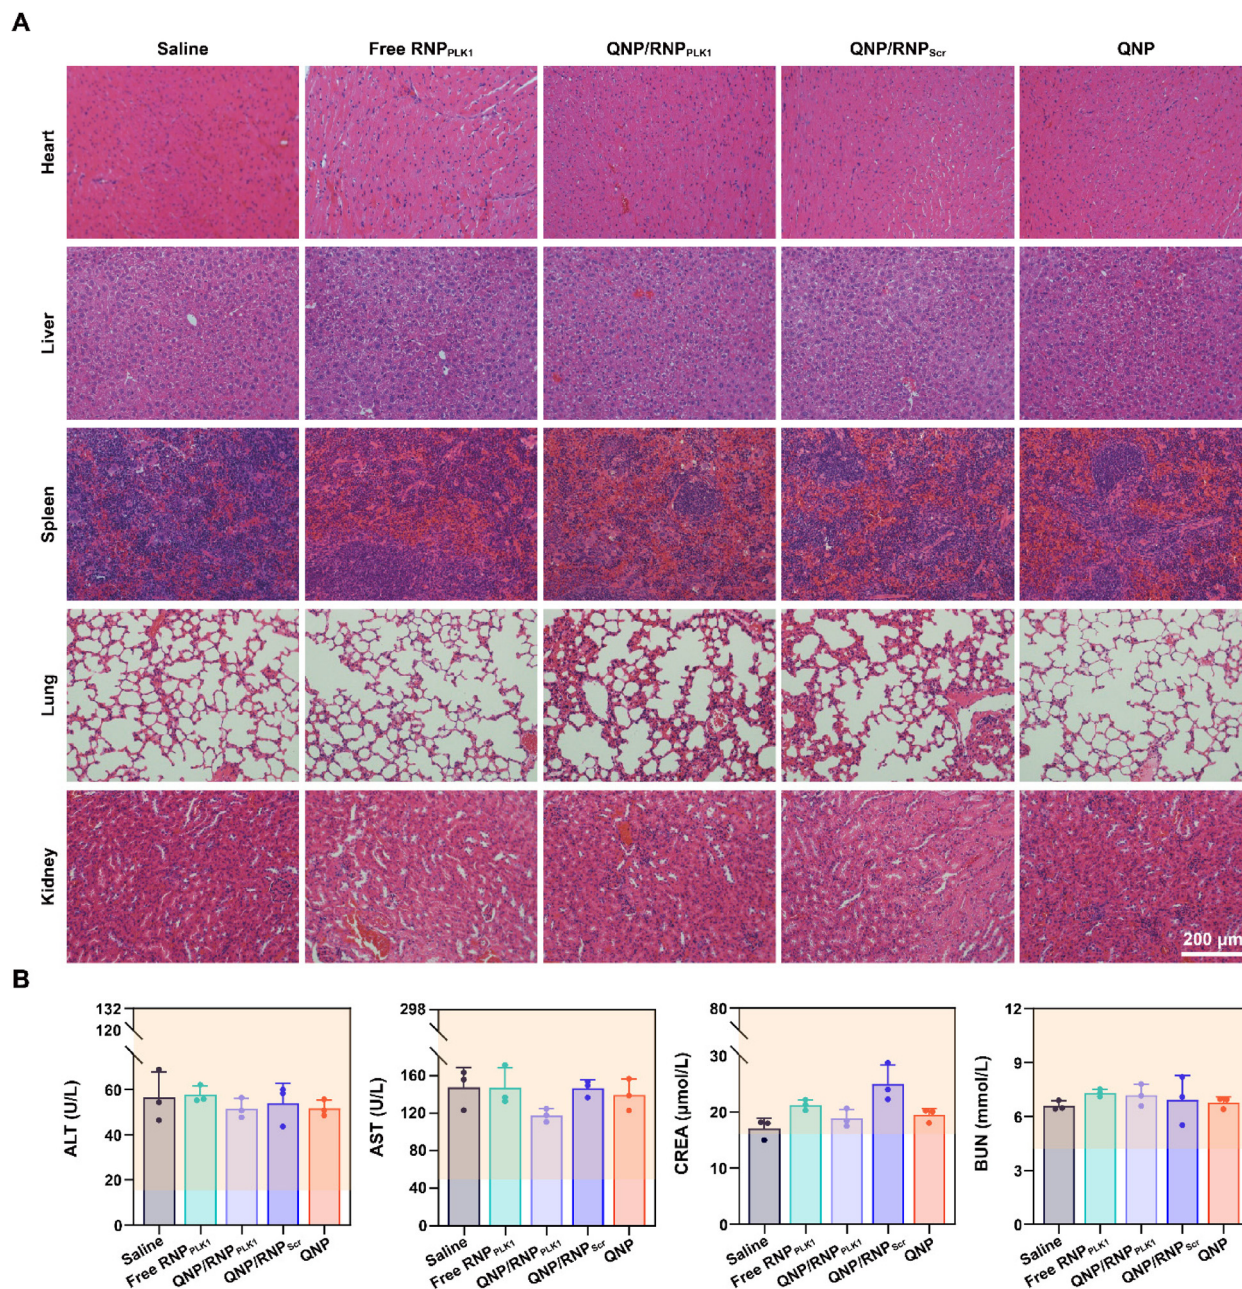 A
Saline Free RNPPLK1 QNP/RNPPLK1 QNP/RNPScr QNP
Heart
Liver
Spleen
Lung
Kidney
200 µm
B
132
120
60
40
20
0
ALT (U/L)
Saline
Free RNPPLK1
QNP/RNPPLK1
QNP/RNPScr
QNP
298
160
120
80
40
0
AST (U/L)
Saline
Free RNPPLK1
QNP/RNPPLK1
QNP/RNPScr
QNP
80
30
20
10
0
CREA (µmol/L)
Saline
Free RNPPLK1
QNP/RNPPLK1
QNP/RNPScr
QNP
12
9
6
3
0
BUN (mmol/L)
Saline
Free RNPPLK1
QNP/RNPPLK1
QNP/RNPScr
QNP